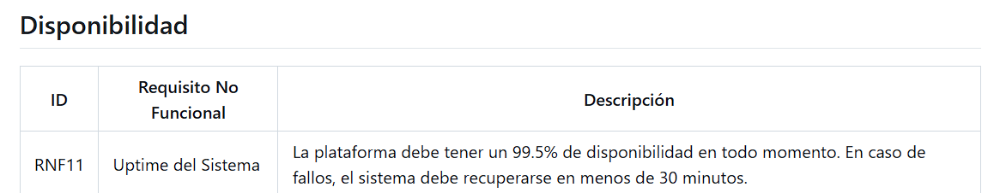 Disponibilidad
ID
Requisito No
Funcional
Descripción
RNF11
Uptime del Sistema
La plataforma debe tener un 99.5% de disponibilidad en todo momento. En caso de
fallos, el sistema debe recuperarse en menos de 30 minutos.